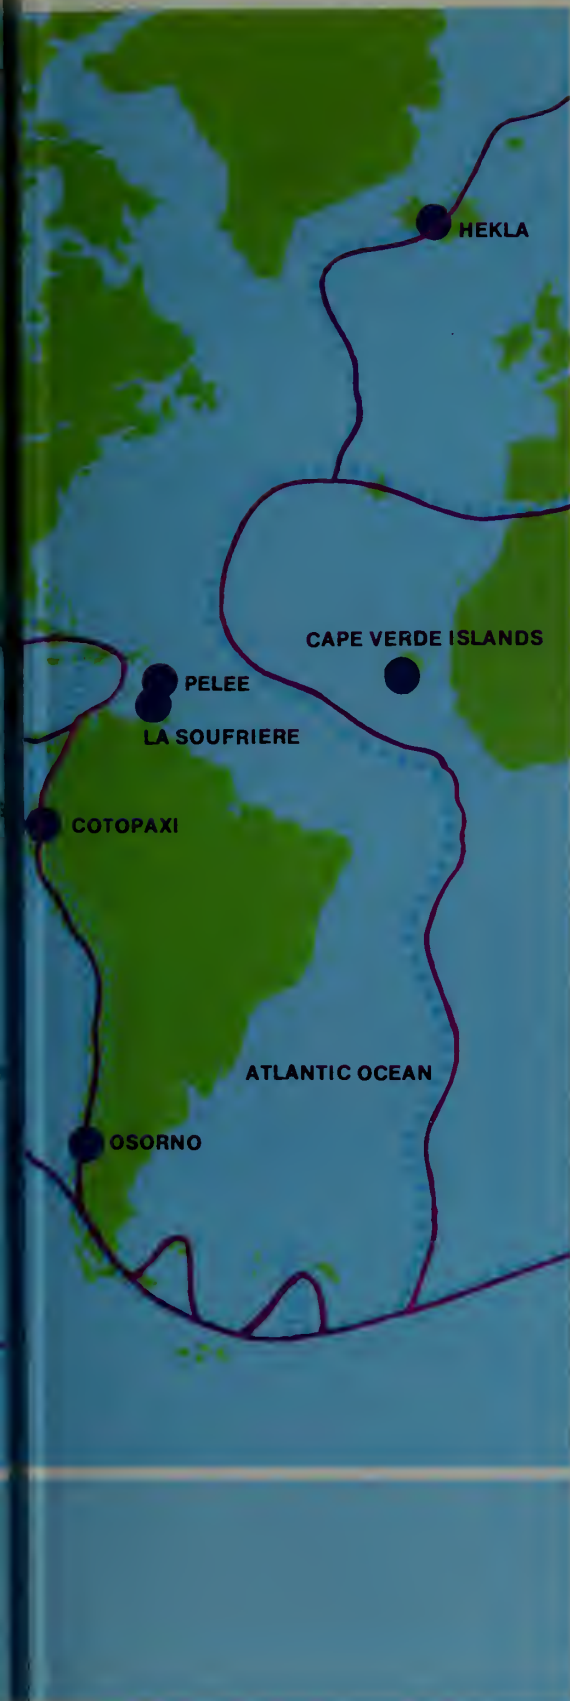 HEKLA
CAPE VERDE ISLANDS
PELEE
LA SOUFRIERE
COTOPAXI
ATLANTIC OCEAN
OSORNO